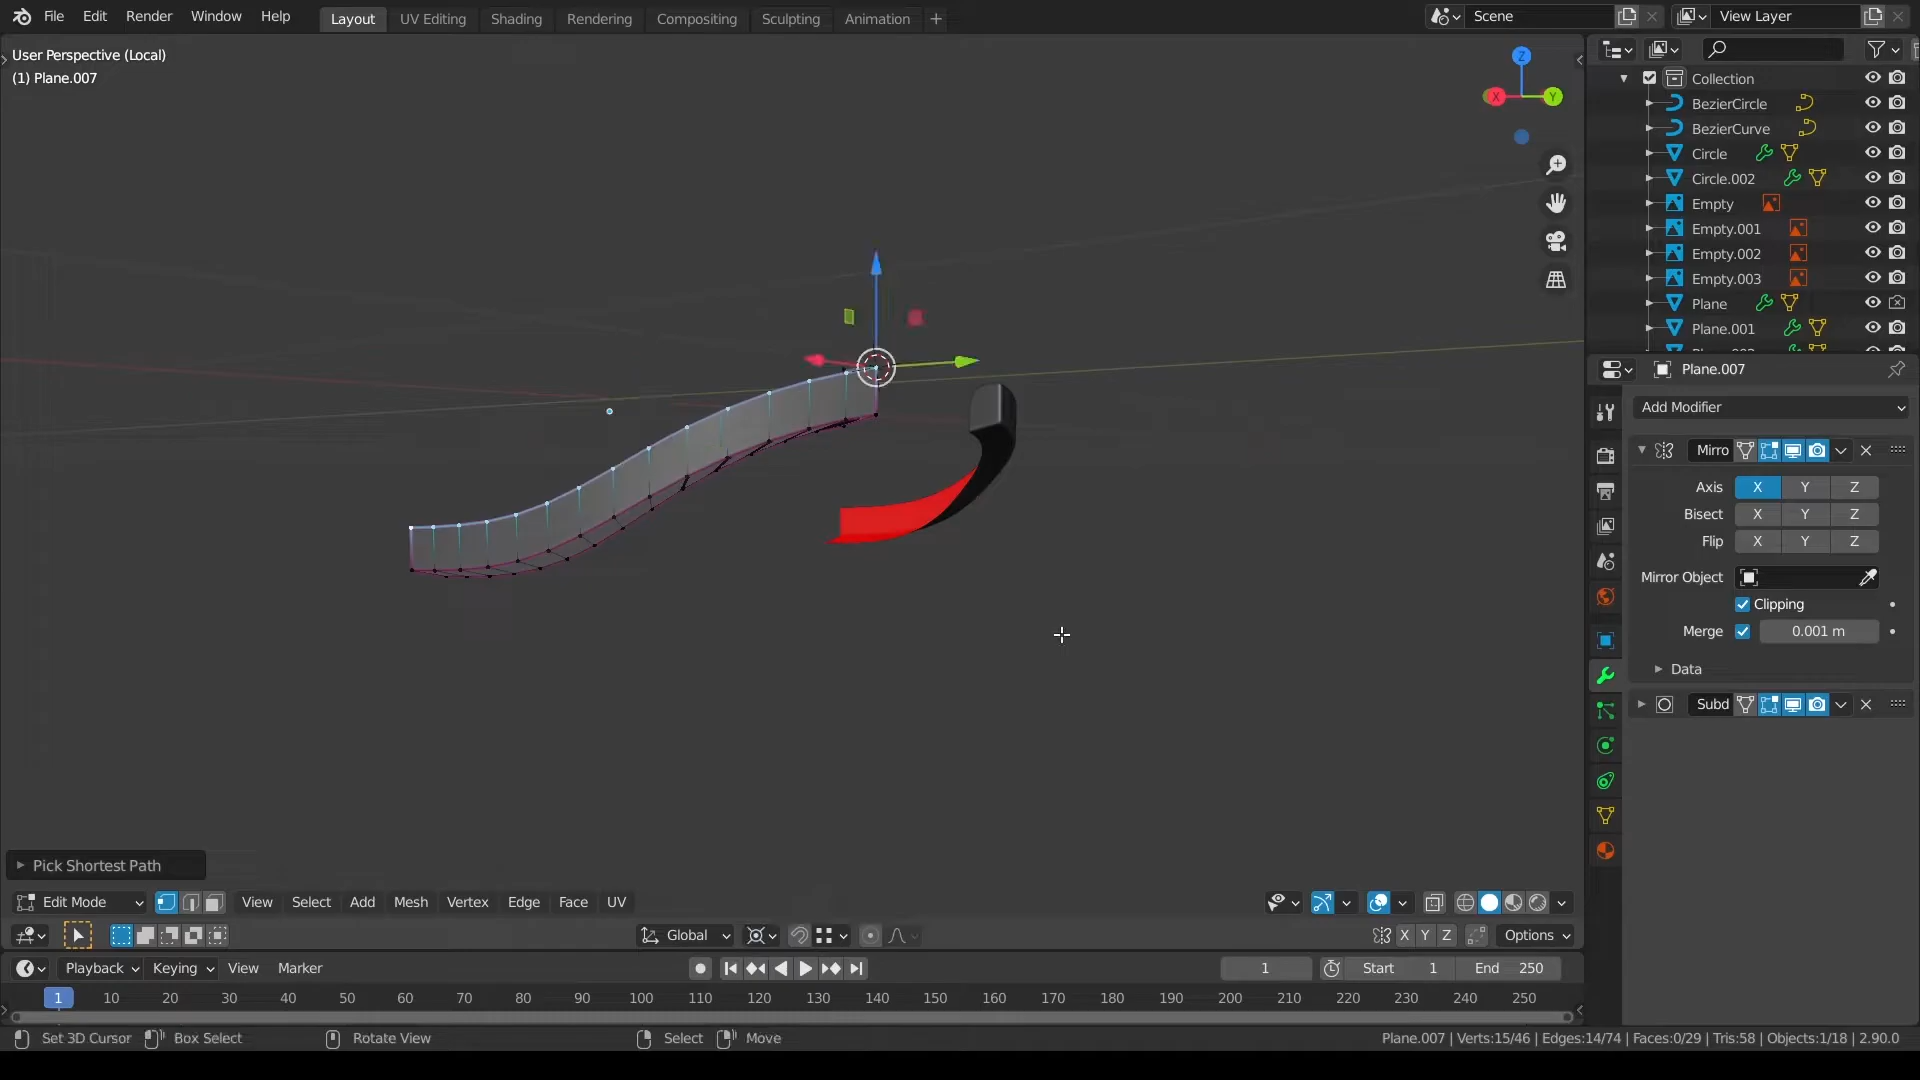 File Edit Render Window Help Layout UV Editing Shading Rendering Compositing Sculpting Animation + Scene View Layer
User Perspective (Local)
(1) Plane.007
Z
X Y
Collection
BezierCircle
BezierCurve
Circle
Circle.002
Empty
Empty.001
Empty.002
Empty.003
Plane
Plane.001
Plane.007
Add Modifier
Mirro
Axis X Y Z
Bisect X Y Z
Flip X Y Z
Mirror Object
Clipping
Merge 0.001 m
Data
Subd
Pick Shortest Path
Edit Mode View Select Add Mesh Vertex Edge Face UV
Global X Y Z Options
Playback Keying View Marker 1 Start 1 End 250
1 10 20 30 40 50 60 70 80 90 100 110 120 130 140 150 160 170 180 190 200 210 220 230 240 250
Set 3D Cursor Box Select Rotate View Select Move Plane.007 | Verts:15/46 | Edges:14/74 | Faces:0/29 | Tris:58 | Objects:1/18 | 2.90.0